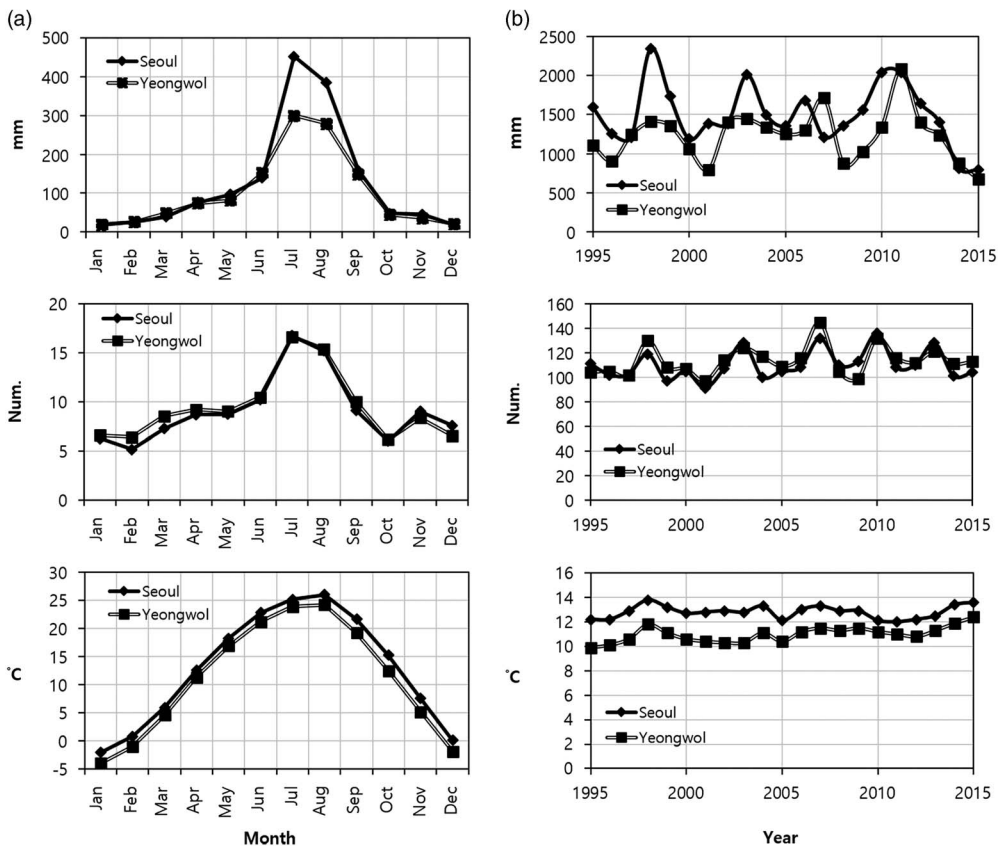 (a)
mm
500
400
300
200
100
0
Seoul
Yeongwol
Jan Feb Mar Apr May Jun Jul Aug Sep Oct Nov Dec
Num.
20
15
10
5
0
Seoul
Yeongwol
Jan Feb Mar Apr May Jun Jul Aug Sep Oct Nov Dec
°C
30
25
20
15
10
5
0
-5
Seoul
Yeongwol
Jan Feb Mar Apr May Jun Jul Aug Sep Oct Nov Dec
Month
(b)
mm
2500
2000
1500
1000
500
0
Seoul
Yeongwol
1995 2000 2005 2010 2015
Num.
160
140
120
100
80
60
40
20
0
Seoul
Yeongwol
1995 2000 2005 2010 2015
°C
16
14
12
10
8
6
4
2
0
Seoul
Yeongwol
1995 2000 2005 2010 2015
Year